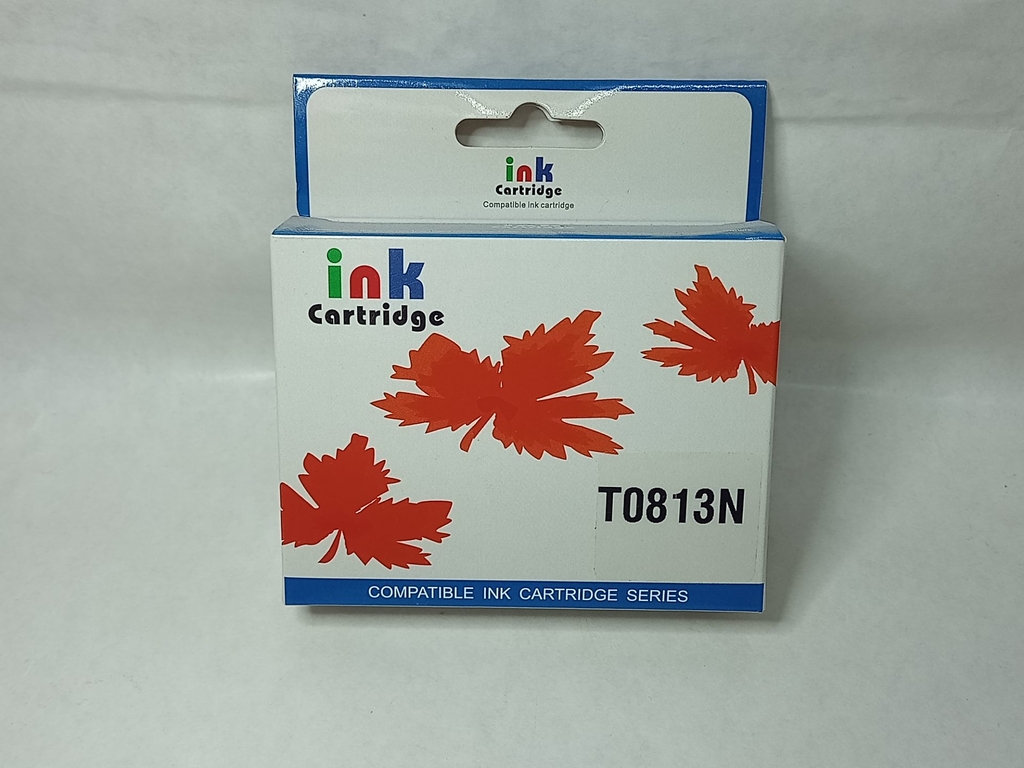 ink
Cartridge
Compatible ink cartridge
ink
Cartridge
T0813N
COMPATIBLE INK CARTRIDGE SERIES